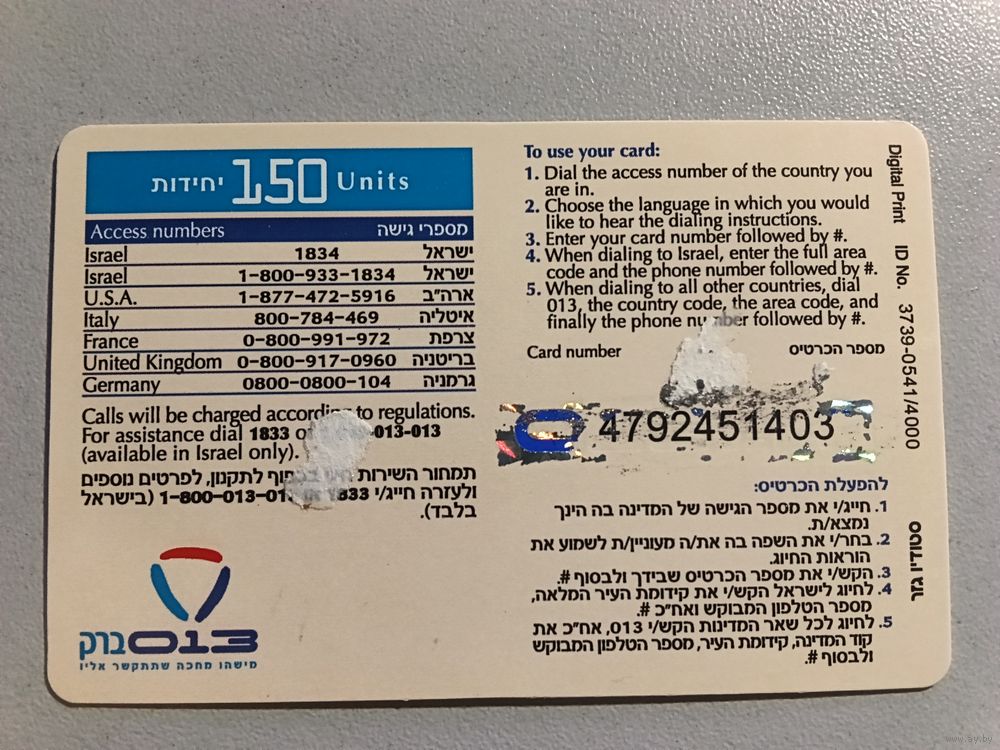 יחידות 150 Units
Access numbers מספרי גישה
Israel 1834 ישראל
Israel 1-800-933-1834 ישראל
U.S.A. 1-877-472-5916 ארה"ב
Italy 800-784-469 איטליה
France 0-800-991-972 צרפת
United Kingdom 0-800-917-0960 בריטניה
Germany 0800-0800-104 גרמניה
Calls will be charged according to regulations.
For assistance dial 1833 -013-013
(available in Israel only).
תמחור השירות לתקנון, לפרטים נוספים
ולעזרה חייג/י 1833 1-800-013-01 (בישראל
בלבד).
013 ברק
מישהו מחכה שתתקשר אליו
To use your card:
1. Dial the access number of the country you
are in.
2. Choose the language in which you would
like to hear the dialing instructions.
3. Enter your card number followed by #.
4. When dialing to Israel, enter the full area
code and the phone number followed by #.
5. When dialing to all other countries, dial
013, the country code, the area code, and
finally the phone number followed by #.
Card number מספר הכרטיס
4792451403
להפעלת הכרטיס:
1. חייג/י את מספר הגישה של המדינה בה הינך
נמצא/ת.
2. בחר/י את השפה בה את/ה מעוניין/ת לשמוע את
הוראות החיוג.
3. הקש/י את מספר הכרטיס שבידך ולבסוף #.
4. לחיוג לישראל הקש/י את קידומת העיר המלאה,
מספר הטלפון המבוקש ואח"כ #.
5. לחיוג לכל שאר המדינות הקש/י 013, אח"כ את
קוד המדינה, קידומת העיר, מספר הטלפון המבוקש
ולבסוף #.
Digital Print ID No. 3739-0541/4000
סטודיו גזר
www.ay.by